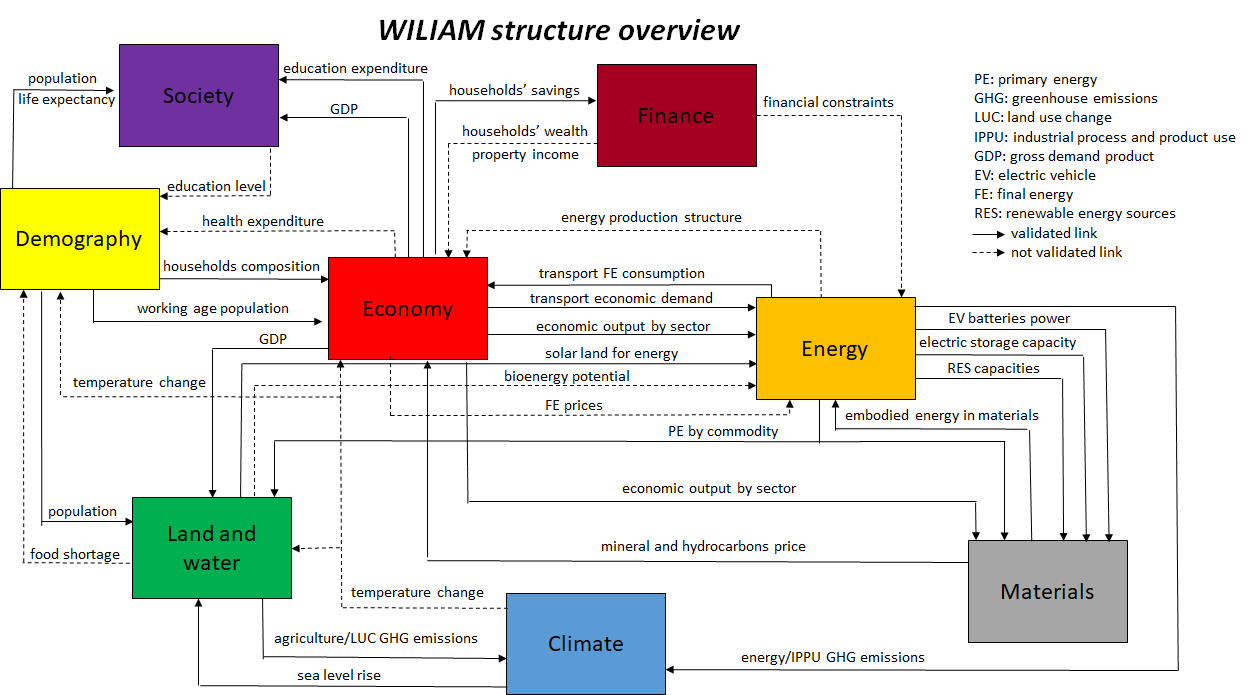 WILIAM structure overview
population
life expectancy
Society
education expenditure
GDP
households' savings
households' wealth
property income
Finance
financial constraints
PE: primary energy
GHG: greenhouse emissions
LUC: land use change
IPPU: industrial process and product use
GDP: gross demand product
EV: electric vehicle
FE: final energy
RES: renewable energy sources
validated link
not validated link
education level
health expenditure
energy production structure
Demography
households composition
working age population
Economy
transport FE consumption
transport economic demand
economic output by sector
solar land for energy
bioenergy potential
FE prices
Energy
EV batteries power
electric storage capacity
RES capacities
embodied energy in materials
GDP
temperature change
PE by commodity
economic output by sector
population
food shortage
Land and
water
mineral and hydrocarbons price
Materials
temperature change
agriculture/LUC GHG emissions
sea level rise
Climate
energy/IPPU GHG emissions